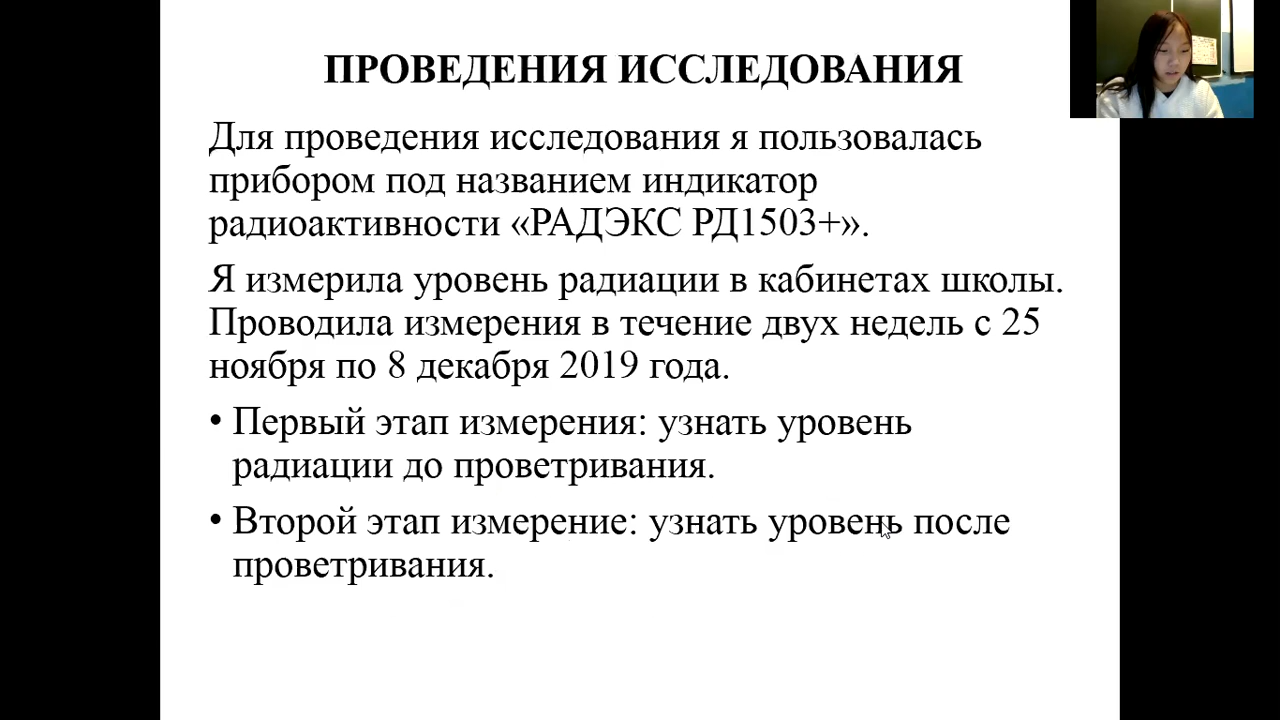 ПРОВЕДЕНИЯ ИССЛЕДОВАНИЯ
Для проведения исследования я пользовалась
прибором под названием индикатор
радиоактивности «РАДЭКС РД1503+».
Я измерила уровень радиации в кабинетах школы.
Проводила измерения в течение двух недель с 25
ноября по 8 декабря 2019 года.
• Первый этап измерения: узнать уровень
радиации до проветривания.
• Второй этап измерение: узнать уровень после
проветривания.